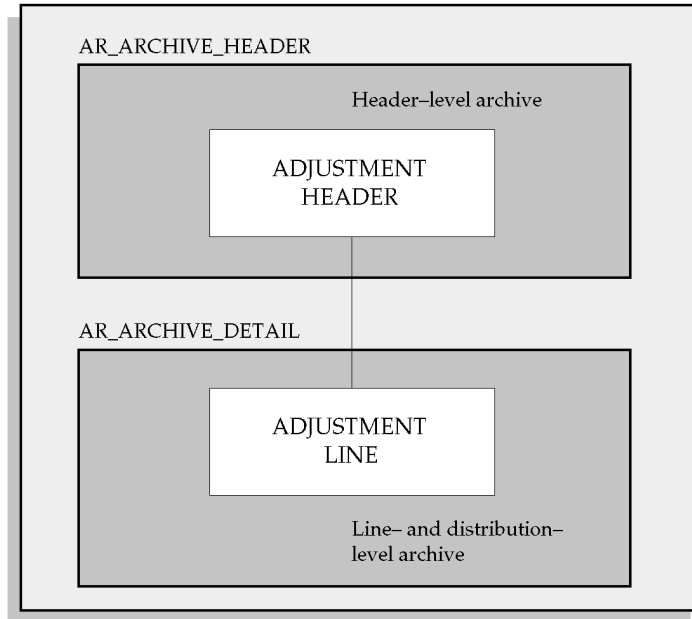 AR_ARCHIVE_HEADER
Header–level archive
ADJUSTMENT
HEADER
AR_ARCHIVE_DETAIL
ADJUSTMENT
LINE
Line– and distribution–
level archive